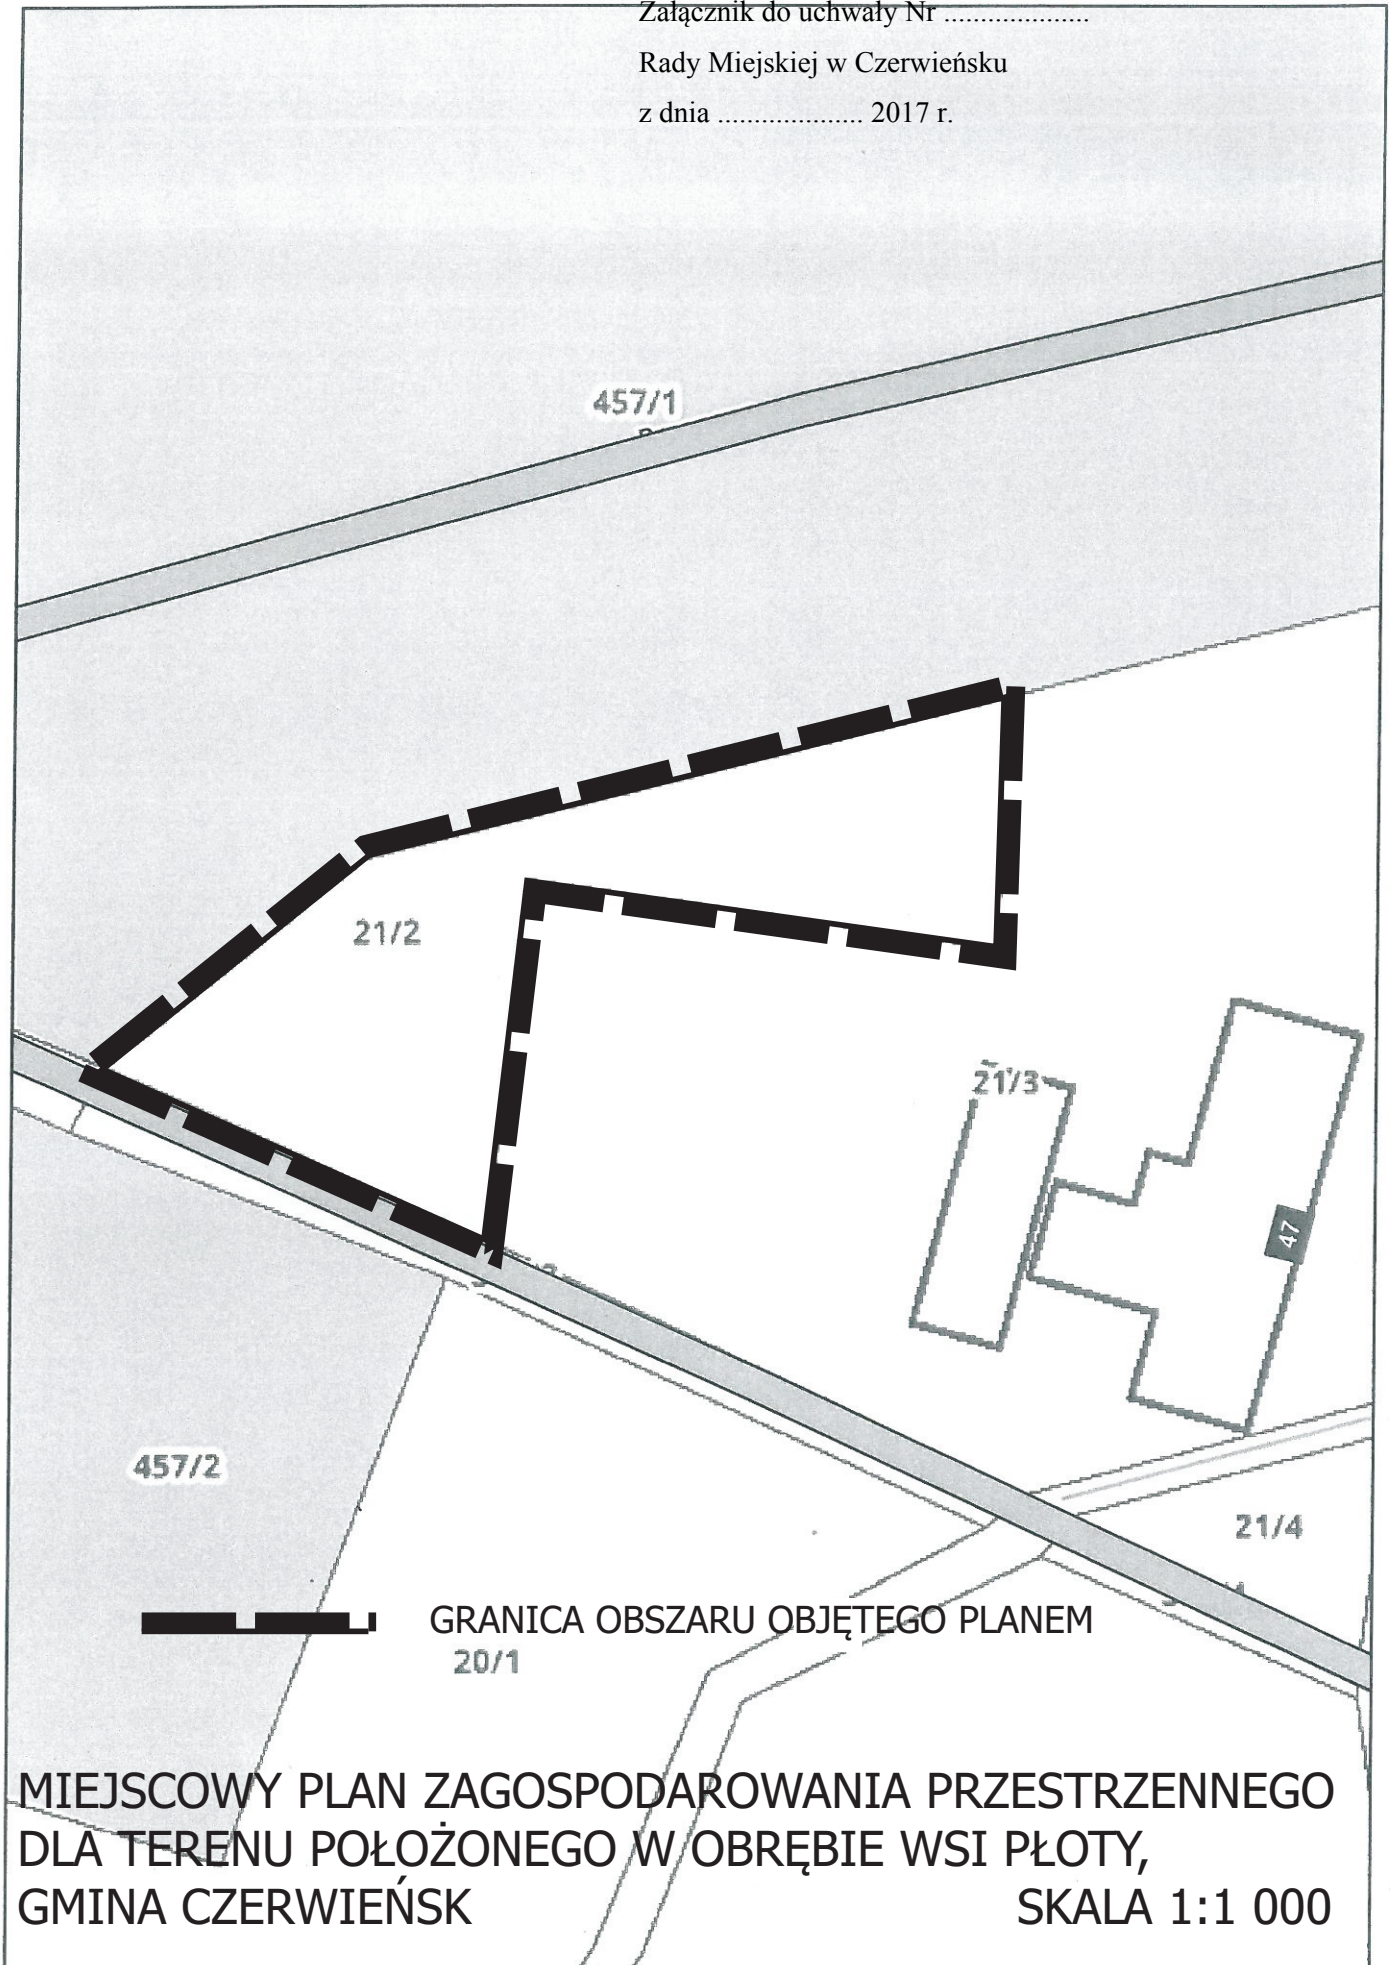 Załącznik do uchwały Nr ....................
Rady Miejskiej w Czerwieńsku
z dnia .................... 2017 r.
457/1
21/2
21/3
47
457/2
21/4
GRANICA OBSZARU OBJĘTEGO PLANEM
20/1
MIEJSCOWY PLAN ZAGOSPODAROWANIA PRZESTRZENNEGO
DLA TERENU POŁOŻONEGO W OBRĘBIE WSI PŁOTY,
GMINA CZERWIEŃSK SKALA 1:1 000